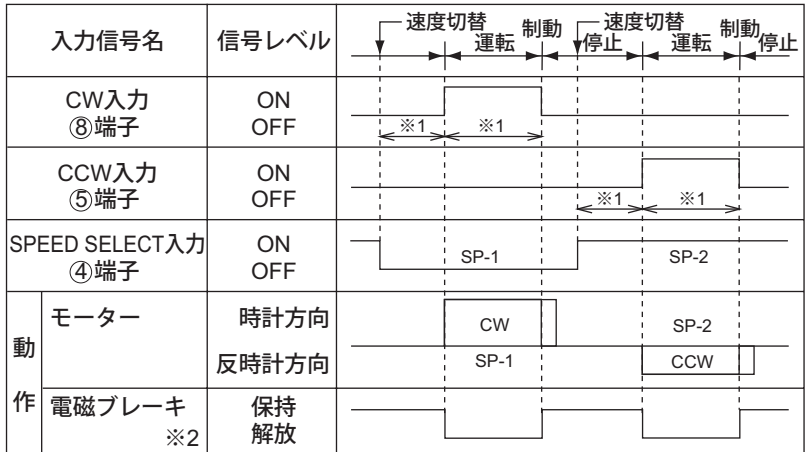 入力信号名 信号レベル 速度切替 運転 制動 速度切替 停止 運転 制動 停止
CW入力 ON
⑧端子 OFF ※1 ※1
CCW入力 ON
⑤端子 OFF ※1 ※1
SPEED SELECT入力 ON
④端子 OFF SP-1 SP-2
動作
モーター 時計方向 CW SP-2
反時計方向 SP-1 CCW
電磁ブレーキ 保持
※2 解放